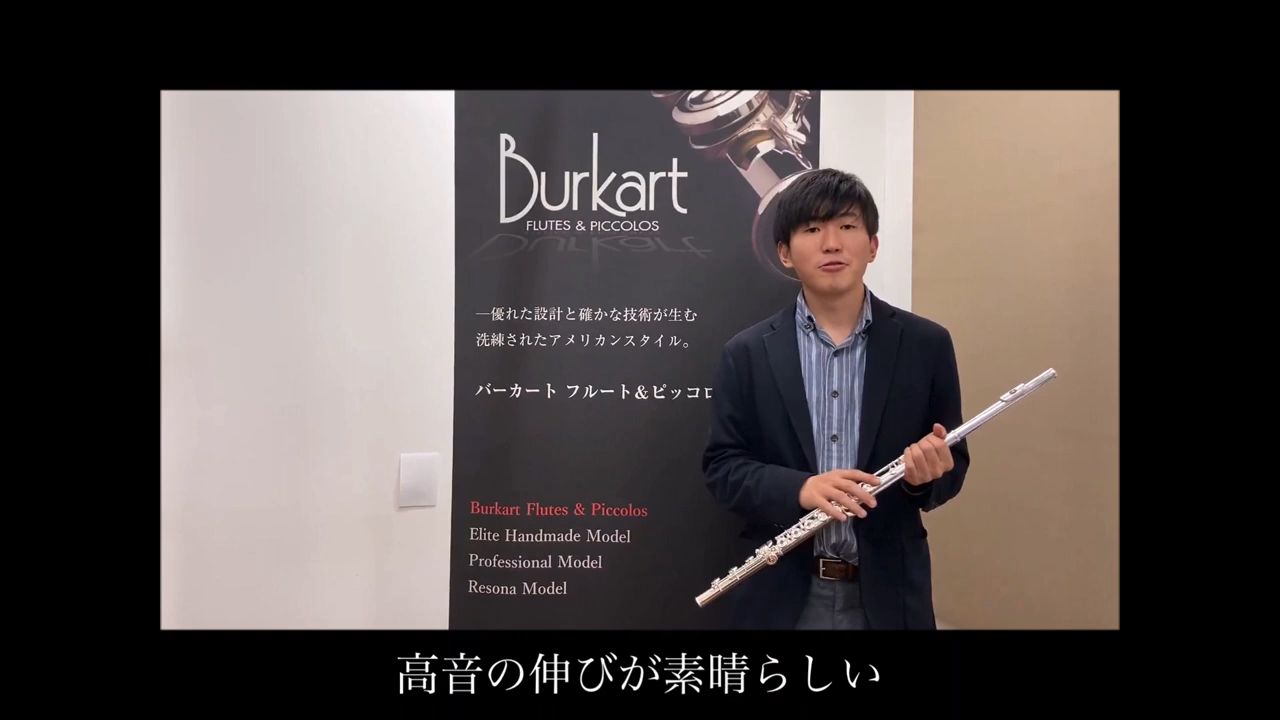 Burkart
FLUTES & PICCOLOS
—優れた設計と確かな技術が生む
洗練されたアメリカンスタイル。
バーカート フルート&ピッコロ
Burkart Flutes & Piccolos
Elite Handmade Model
Professional Model
Resona Model
高音の伸びが素晴らしい